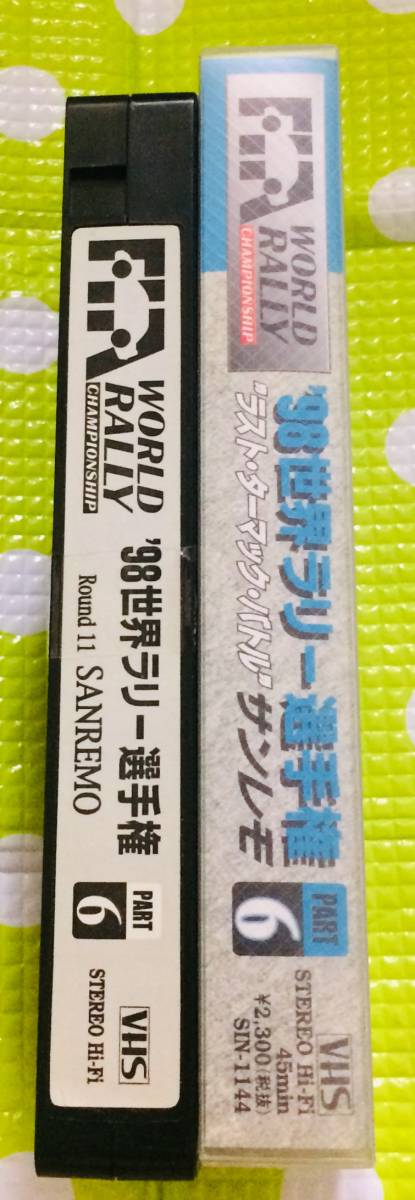 WORLD
RALLY
CHAMPIONSHIP
'98世界ラリー選手権
Round 11 SANREMO
PART
6
VHS
STEREO Hi-Fi
WORLD
RALLY
CHAMPIONSHIP
'98世界ラリー選手権
"ラスト・ターマック・バトル"サンレモ
PART
6
VHS
STEREO Hi-Fi
45min
¥2,300(税抜)
SIN-1144